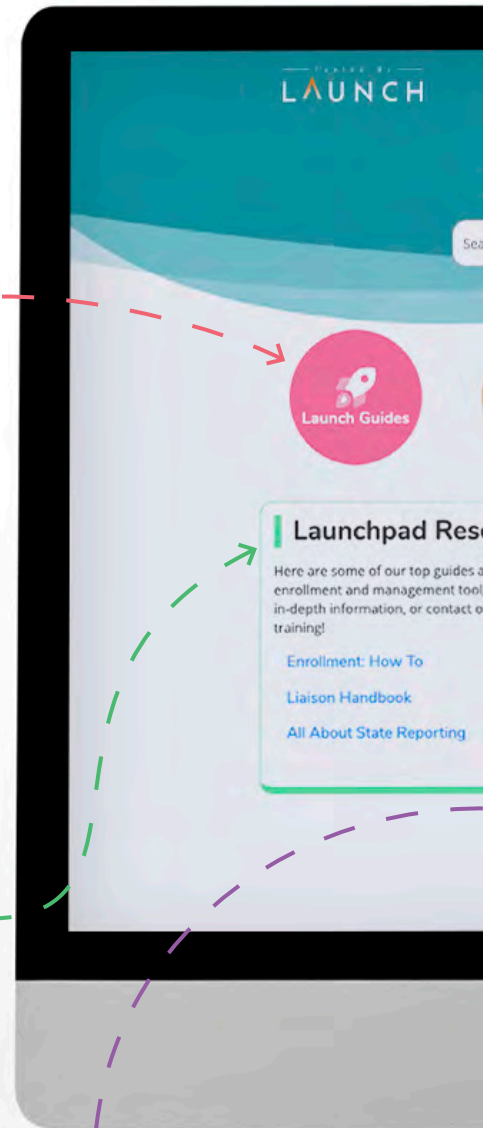 LAUNCH
Sea
Launch Guides
Launchpad Res
Here are some of our top guides a
enrollment and management tool
in-depth information, or contact o
training!
Enrollment: How To
Liaison Handbook
All About State Reporting